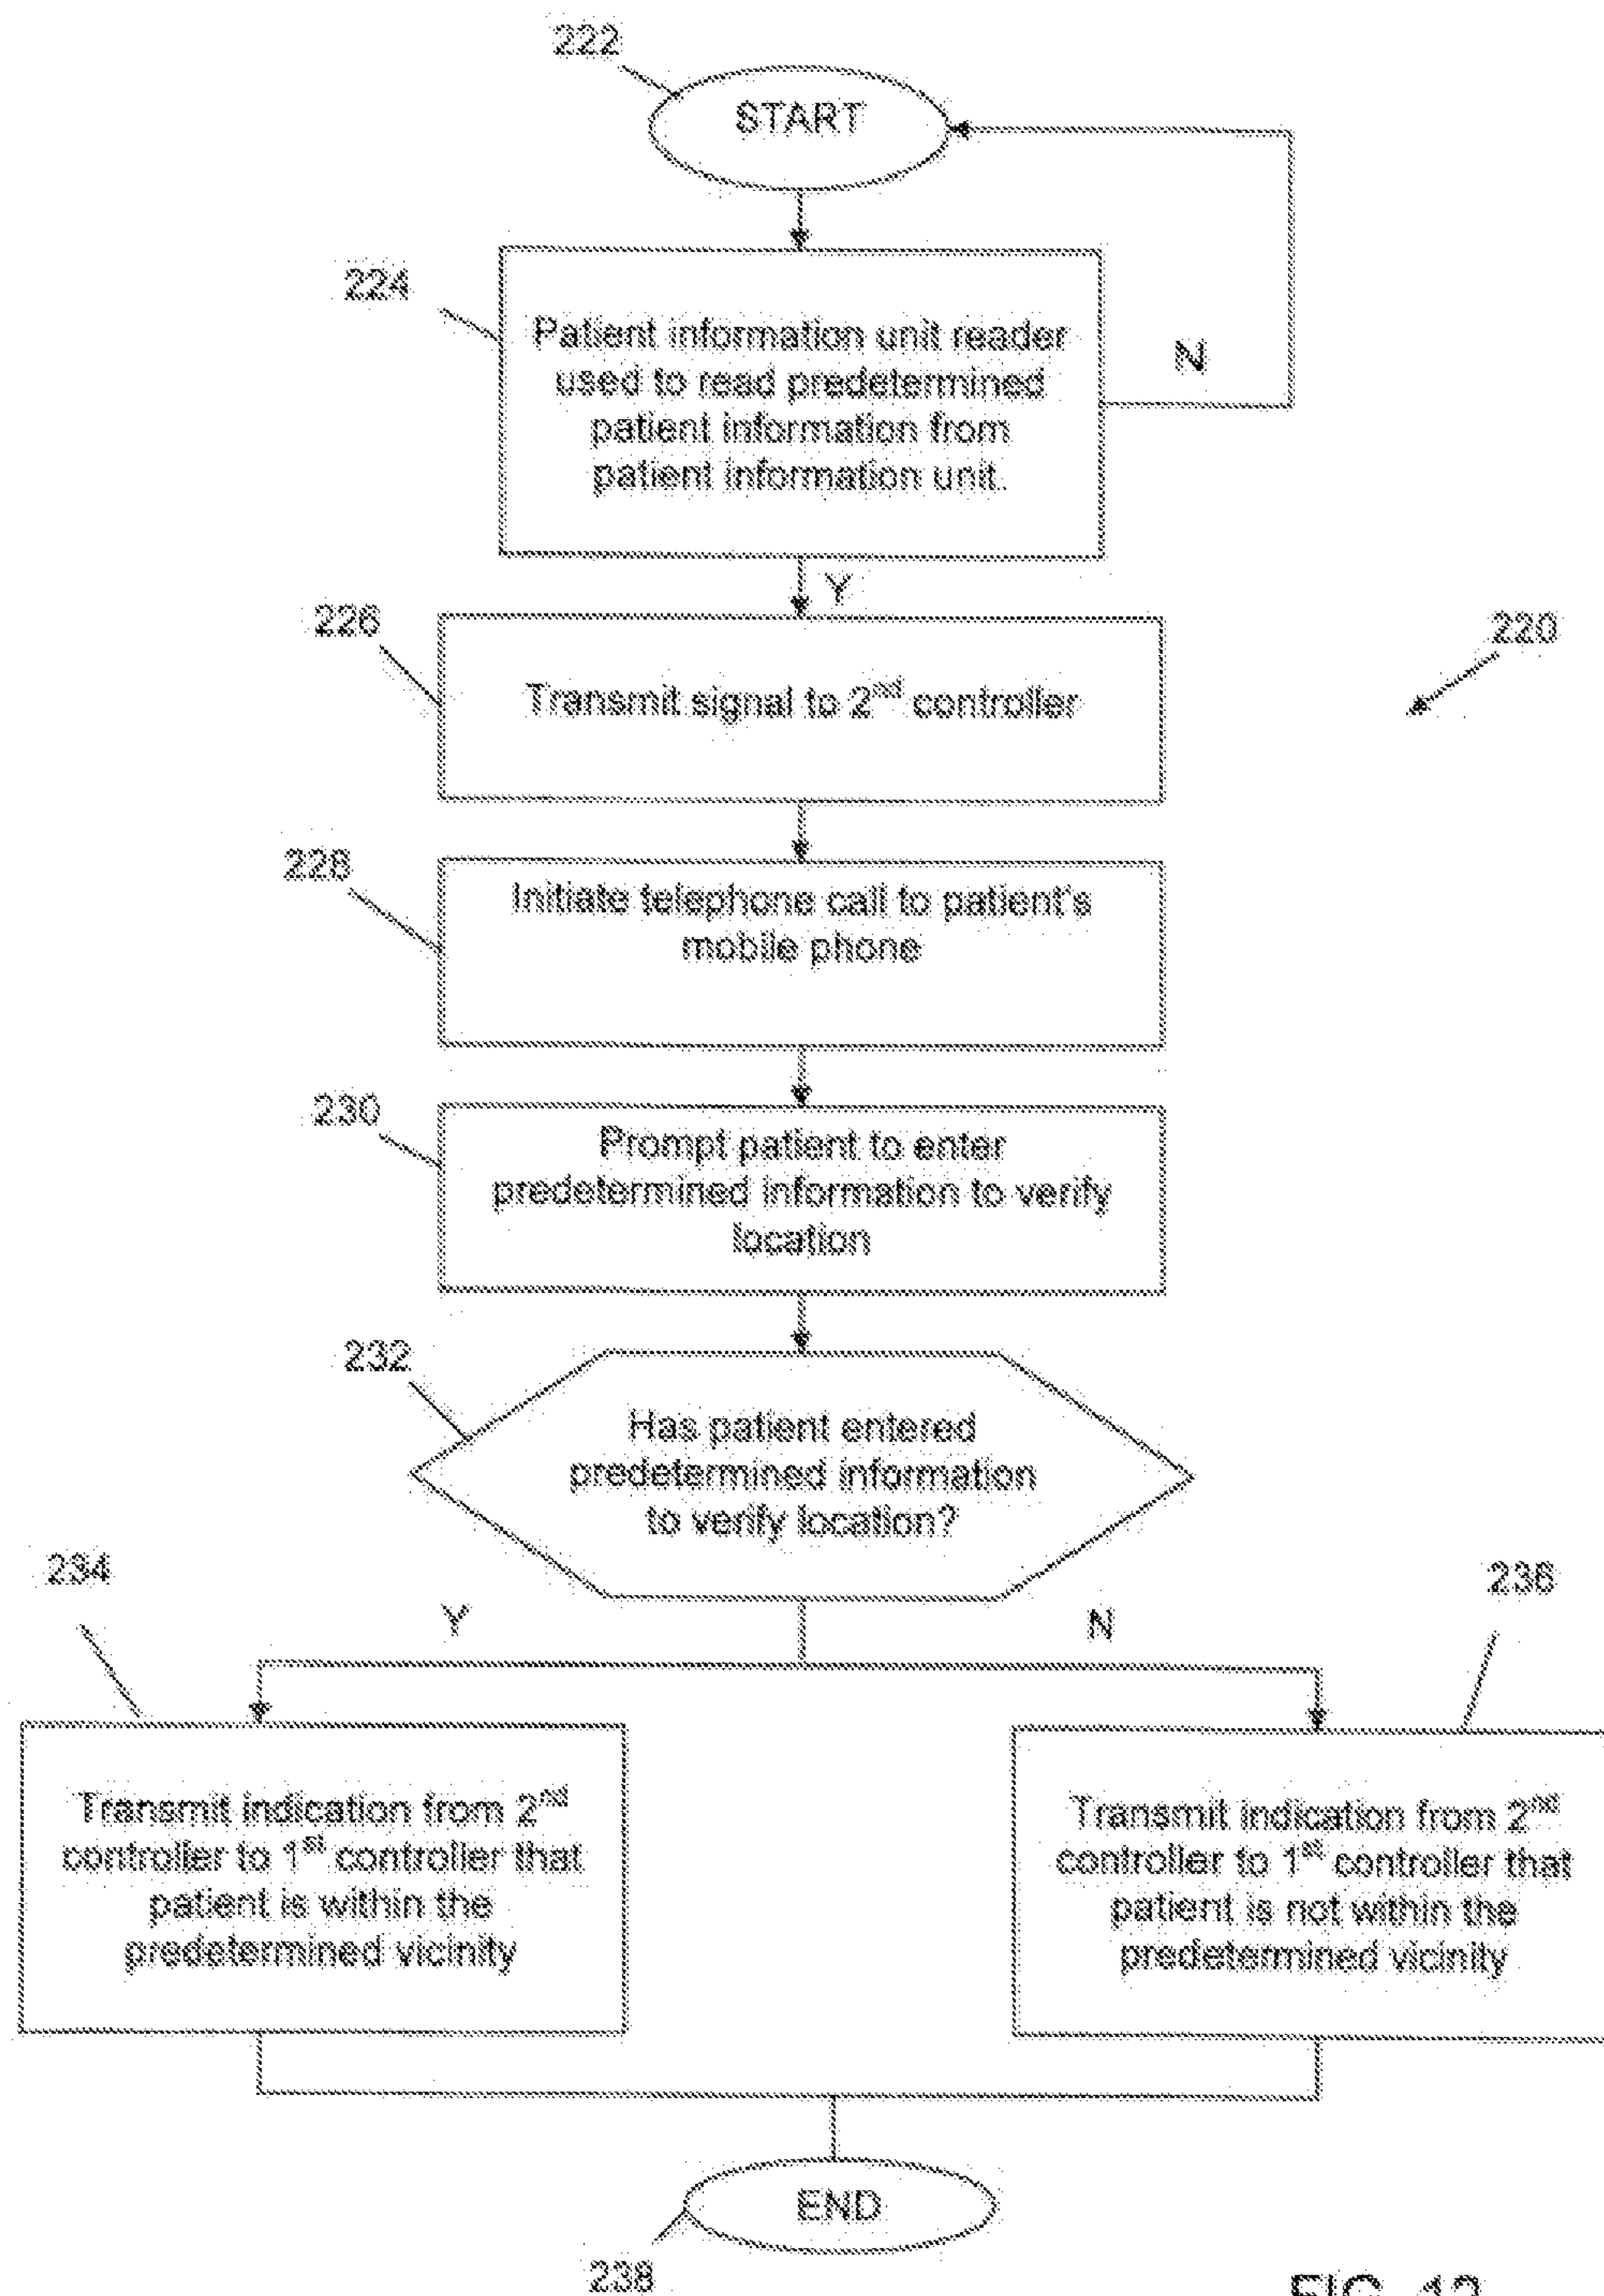 222
START
224
Patient information unit reader
used to read predetermined
patient information from
patient information unit.
N
Y
226
Transmit signal to 2nd controller
220
228
Initiate telephone call to patient's
mobile phone
230
Prompt patient to enter
predetermined information to verify
location
232
Has patient entered
predetermined information
to verify location?
234
Y
N
236
Transmit indication from 2nd
controller to 1st controller that
patient is within the
predetermined vicinity
Transmit indication from 2nd
controller to 1st controller that
patient is not within the
predetermined vicinity
END
238